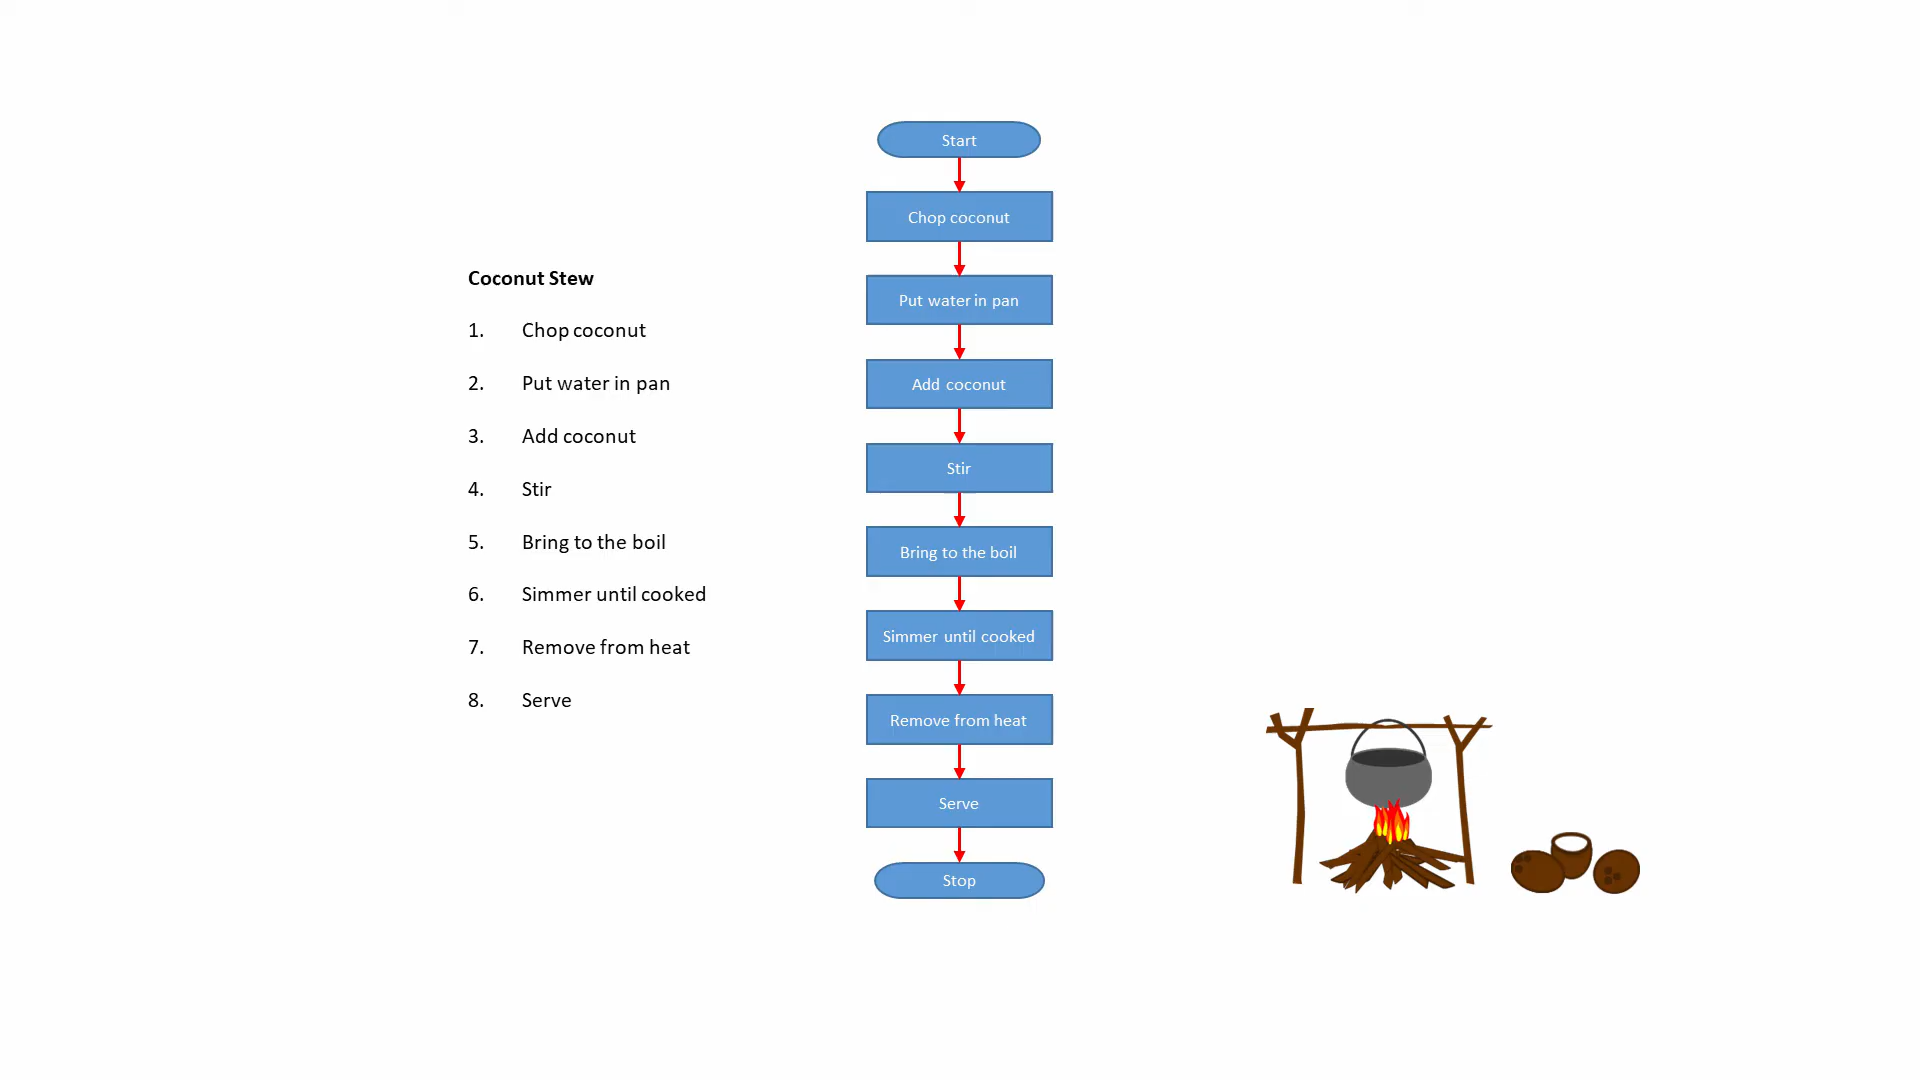 Coconut Stew
1. Chop coconut
2. Put water in pan
3. Add coconut
4. Stir
5. Bring to the boil
6. Simmer until cooked
7. Remove from heat
8. Serve
Start
Chop coconut
Put water in pan
Add coconut
Stir
Bring to the boil
Simmer until cooked
Remove from heat
Serve
Stop